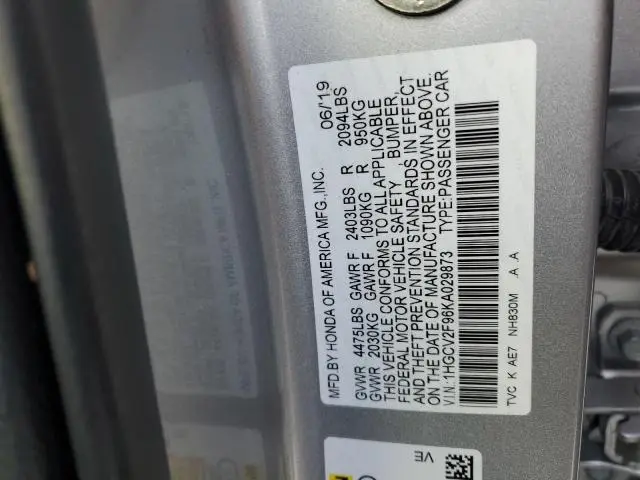 MFD.BY HONDA OF AMERICA MFG.,INC. 06/19
GVWR 4475LBS GAWR F 2403LBS R 2094LBS
GVWR 2030KG GAWR F 1090KG R 950KG
THIS VEHICLE CONFORMS TO ALL APPLICABLE
FEDERAL MOTOR VEHICLE SAFETY , BUMPER,
AND THEFT PREVENTION STANDARDS IN EFFECT
ON THE DATE OF MANUFACTURE SHOWN ABOVE.
V.I.N.:1HGCV2F96KA029873 TYPE:PASSENGER CAR
TVC K AE7 NH830M .A .A
VE